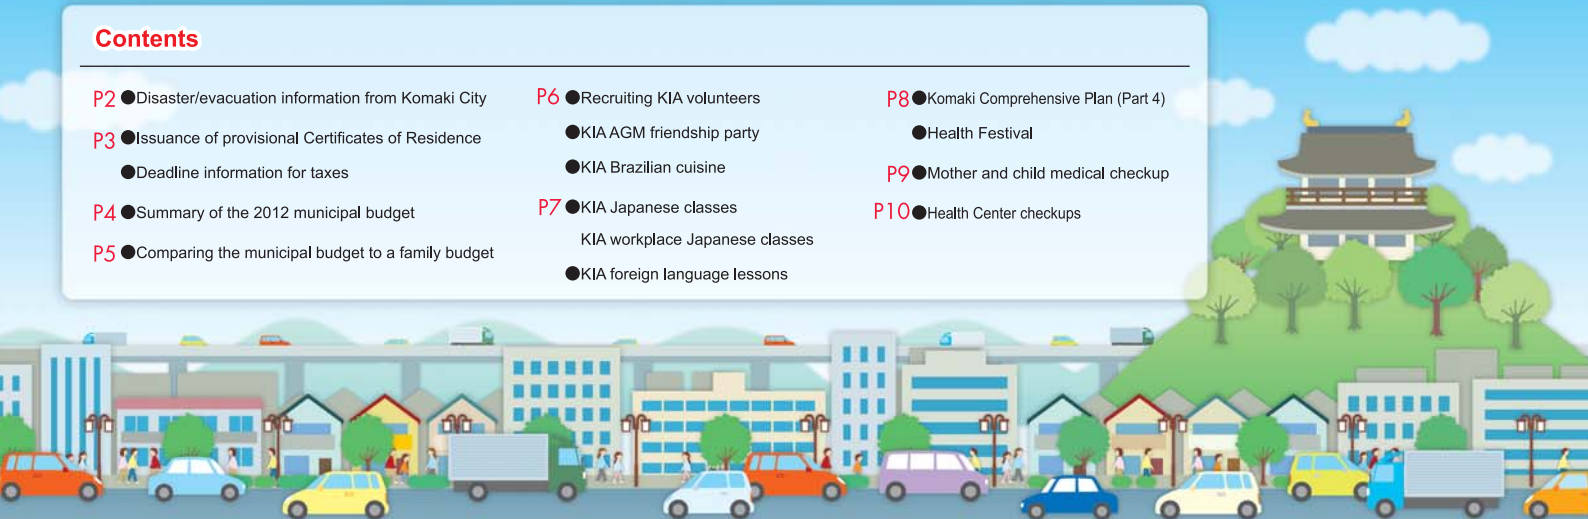 Contents
P2 ●Disaster/evacuation information from Komaki City
P3 ●Issuance of provisional Certificates of Residence
●Deadline information for taxes
P4 ●Summary of the 2012 municipal budget
P5 ●Comparing the municipal budget to a family budget
P6 ●Recruiting KIA volunteers
●KIA AGM friendship party
●KIA Brazilian cuisine
P7 ●KIA Japanese classes
KIA workplace Japanese classes
●KIA foreign language lessons
P8 ●Komaki Comprehensive Plan (Part 4)
●Health Festival
P9 ●Mother and child medical checkup
P10 ●Health Center checkups